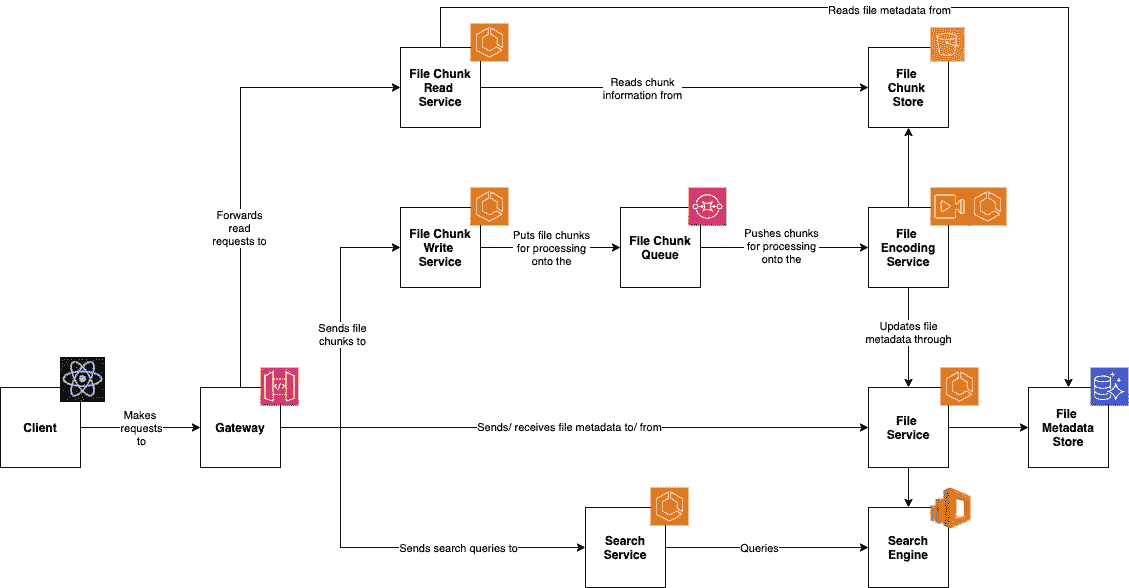 Reads file metadata from
File Chunk
Read
Service
Reads chunk
information from
File
Chunk
Store
Forwards
read
requests to
File Chunk
Write
Service
Puts file chunks
for processing
onto the
File Chunk
Queue
Pushes chunks
for processing
onto the
File
Encoding
Service
Sends file
chunks to
Updates file
metadata through
Client
Makes
requests
to
Gateway
Sends/ receives file metadata to/ from
File
Service
File
Metadata
Store
Sends search queries to
Search
Service
Queries
Search
Engine